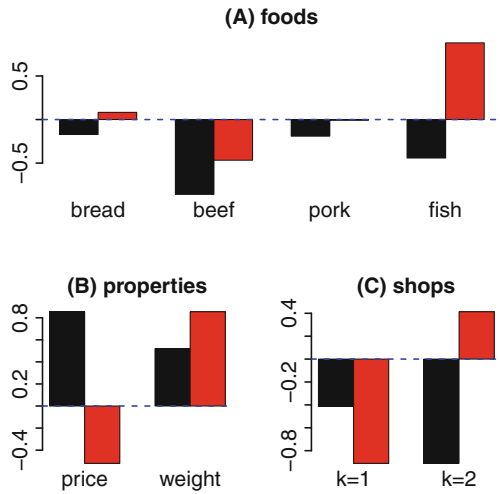 (A) foods
0.5
−0.5
bread beef pork fish
(B) properties
0.8
0.2
−0.4
price weight
(C) shops
0.4
−0.2
−0.8
k=1 k=2